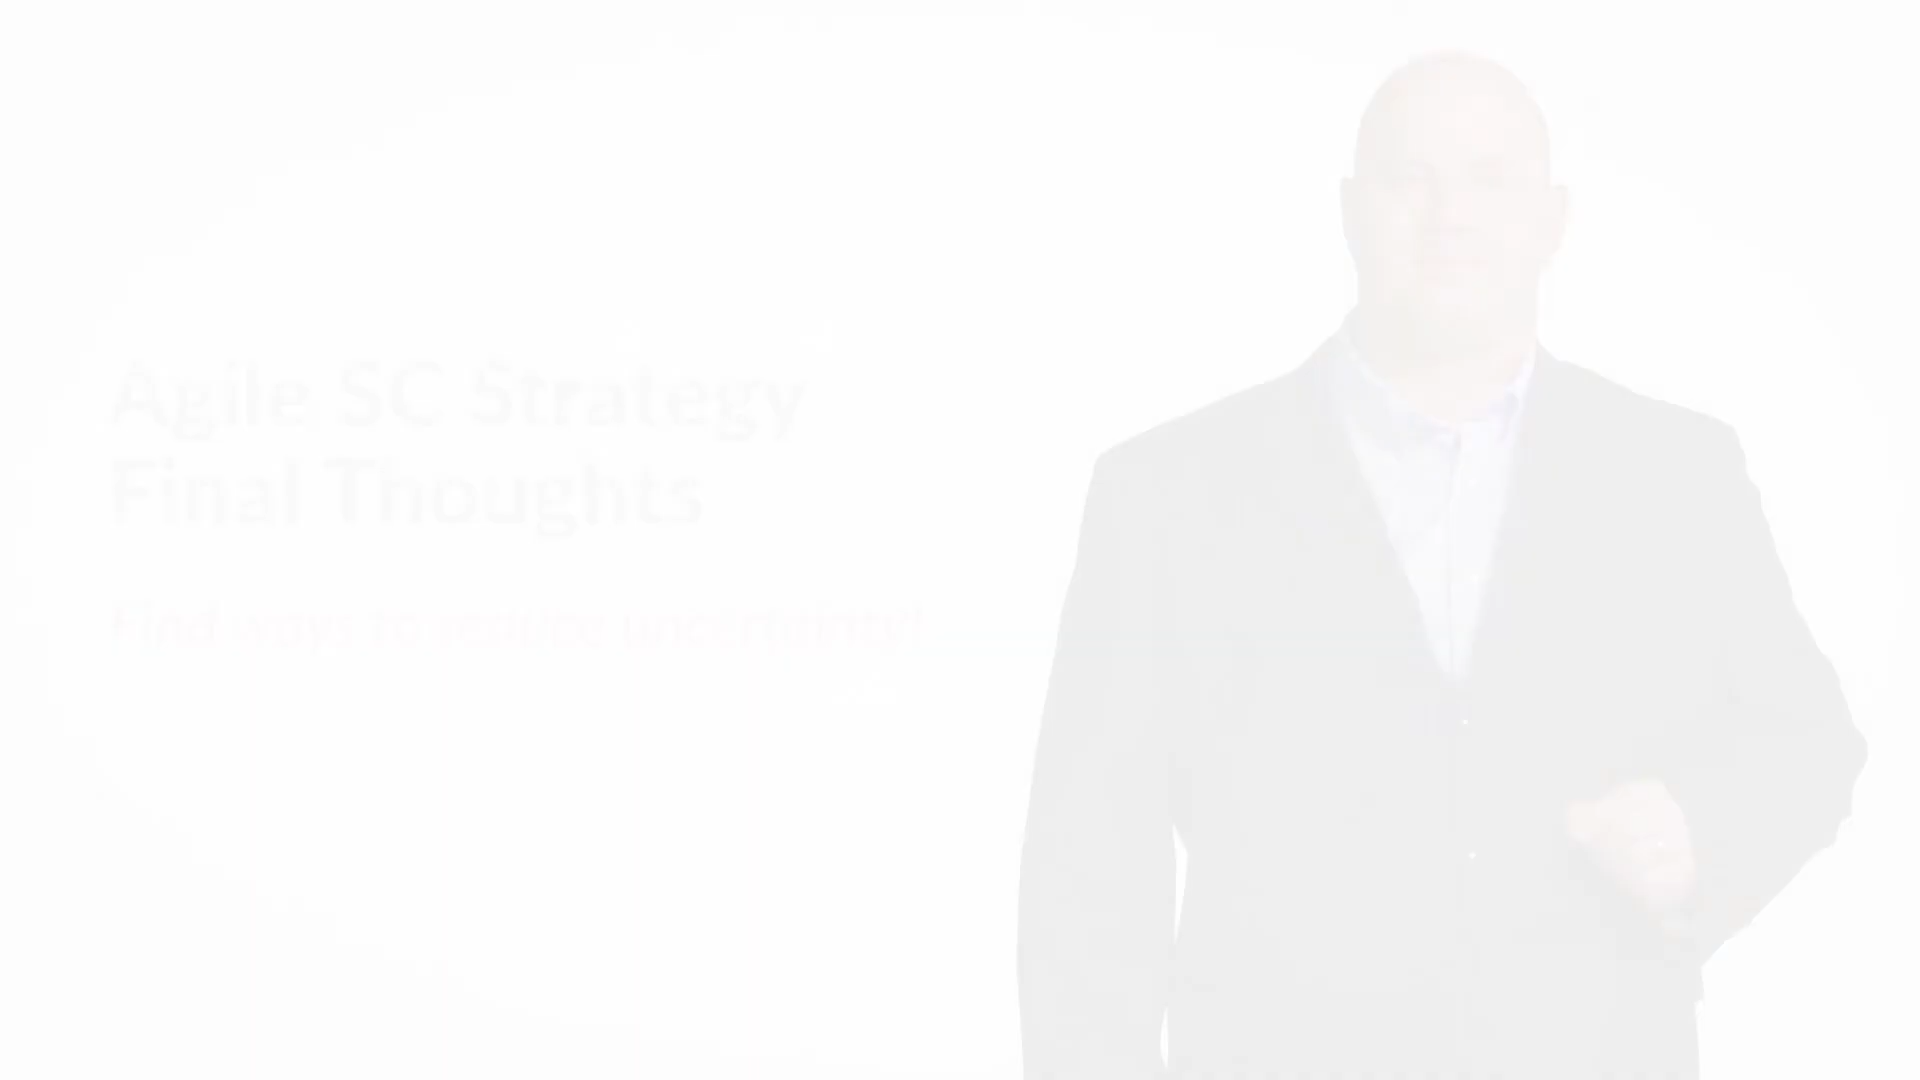 Agile SC Strategy
Final Thoughts
Find ways to reduce uncertainty!